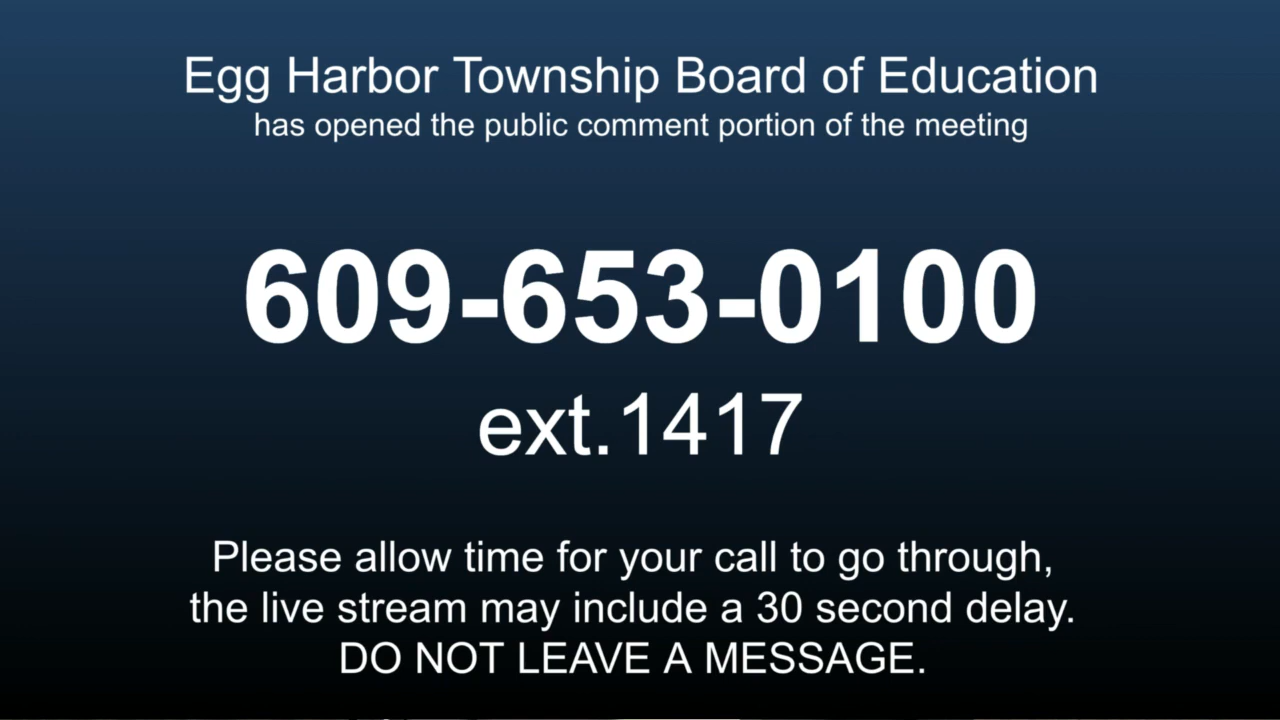 Egg Harbor Township Board of Education
has opened the public comment portion of the meeting
609-653-0100
ext.1417
Please allow time for your call to go through,
the live stream may include a 30 second delay.
DO NOT LEAVE A MESSAGE.